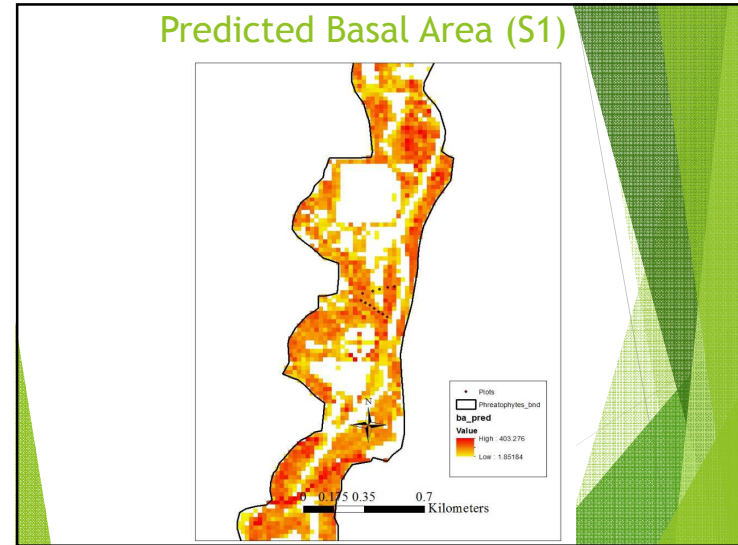 Predicted Basal Area (S1)
Plots
Phreatophytes_bnd
ba_pred
Value
High : 403.276
Low : 1.85184
N
0 0.175 0.35 0.7
Kilometers